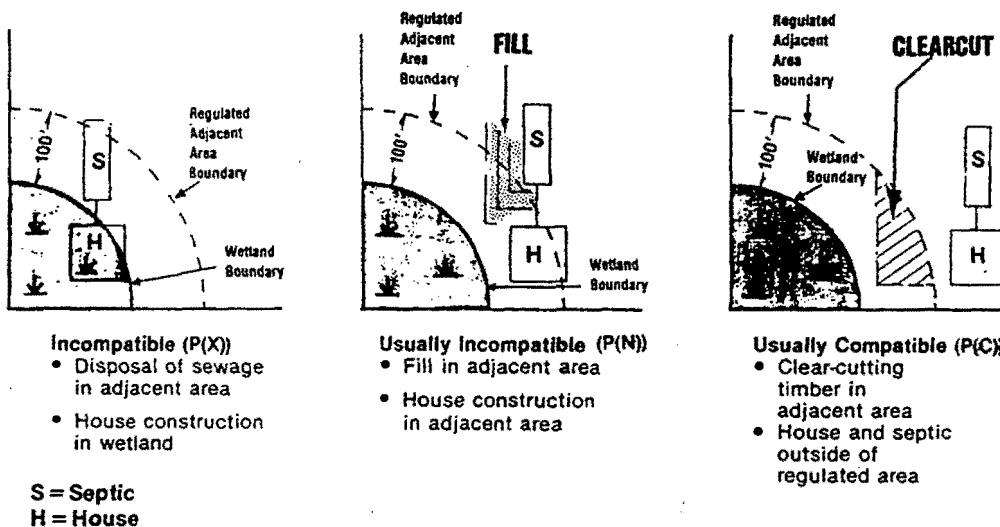 Regulated
Adjacent
Area
Boundary
100'
S
H
Wetland
Boundary
Incompatible (P(X))
• Disposal of sewage
in adjacent area
• House construction
in wetland
Regulated
Adjacent
Area
Boundary
FILL
100'
S
H
Wetland
Boundary
Usually Incompatible (P(N))
• Fill in adjacent area
• House construction
in adjacent area
Regulated
Adjacent
Area
Boundary
CLEARCUT
100'
Wetland
Boundary
S
H
Usually Compatible (P(C))
• Clear-cutting
timber in
adjacent area
• House and septic
outside of
regulated area
S = Septic
H = House